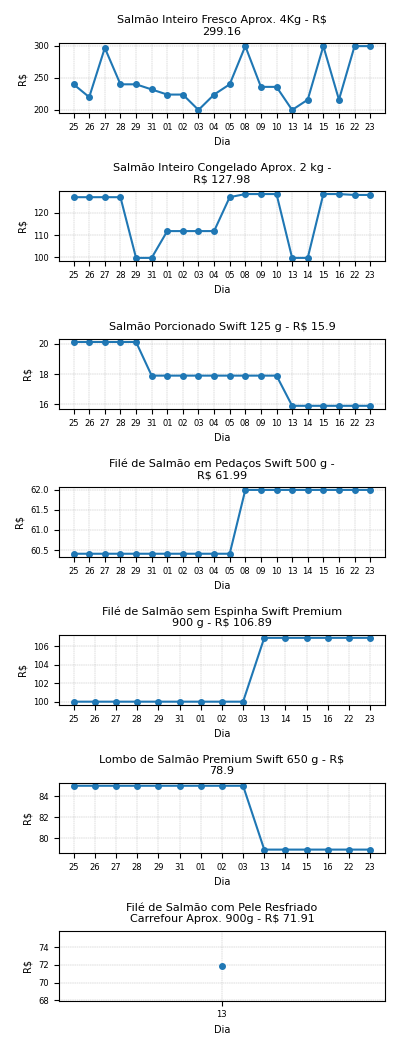 Salmão Inteiro Fresco Aprox. 4Kg - R$
299.16
300
250
200
R$
25 26 27 28 29 31 01 02 03 04 05 08 09 10 13 14 15 16 22 23
Dia
Salmão Inteiro Congelado Aprox. 2 kg -
R$ 127.98
120
110
100
R$
25 26 27 28 29 31 01 02 03 04 05 08 09 10 13 14 15 16 22 23
Dia
Salmão Porcionado Swift 125 g - R$ 15.9
20
18
16
R$
25 26 27 28 29 31 01 02 03 04 05 08 09 10 13 14 15 16 22 23
Dia
Filé de Salmão em Pedaços Swift 500 g -
R$ 61.99
62.0
61.5
61.0
60.5
R$
25 26 27 28 29 31 01 02 03 04 05 08 09 10 13 14 15 16 22 23
Dia
Filé de Salmão sem Espinha Swift Premium
900 g - R$ 106.89
106
104
102
100
R$
25 26 27 28 29 31 01 02 03 13 14 15 16 22 23
Dia
Lombo de Salmão Premium Swift 650 g - R$
78.9
84
82
80
R$
25 26 27 28 29 31 01 02 03 13 14 15 16 22 23
Dia
Filé de Salmão com Pele Resfriado
Carrefour Aprox. 900g - R$ 71.91
74
72
70
68
R$
13
Dia